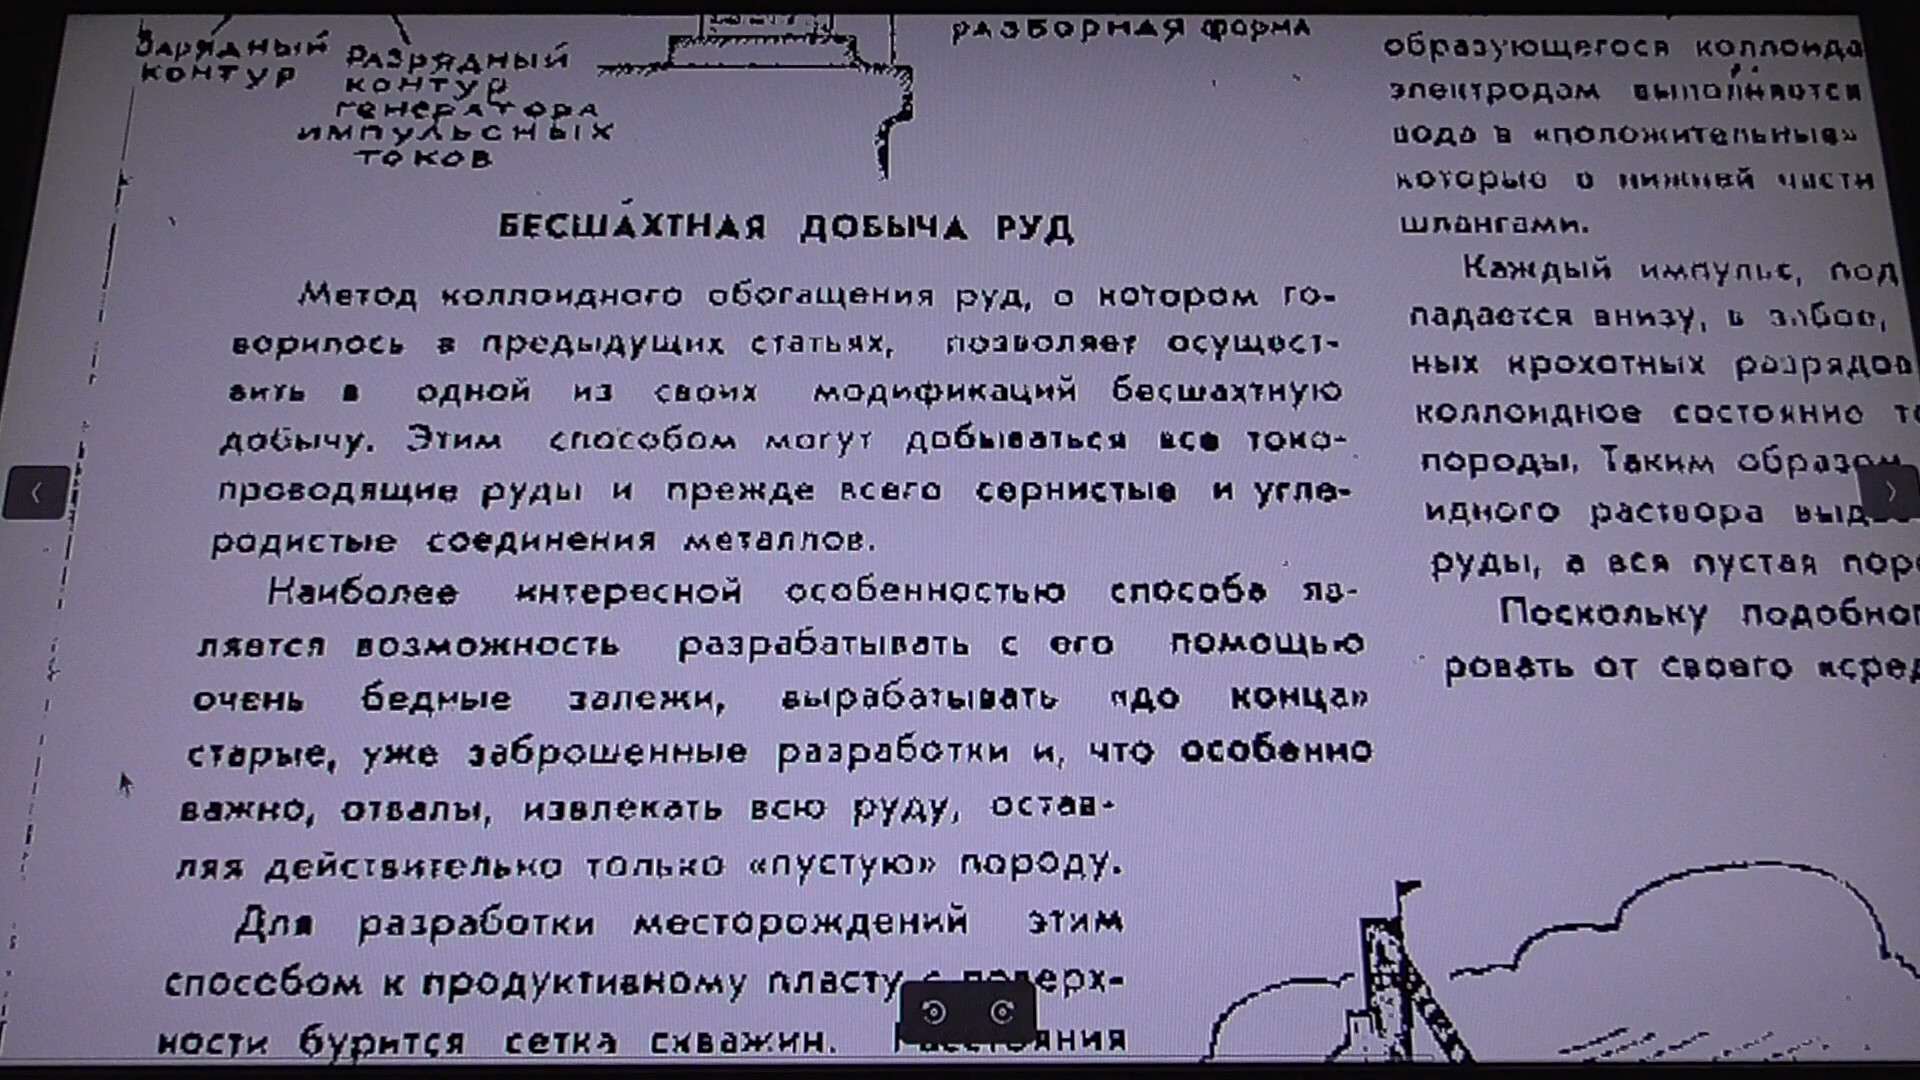 Зарядный
контур
Разрядный
контур
генератора
импульсных
токов
разборная форма
БЕСША́ХТНАЯ ДОБЫЧА РУД
Метод коллоидного обогащения руд, о котором го-
ворилось в предыдущих статьях, позволяет осущест-
вить в одной из своих модификаций бесшахтную
добычу. Этим способом могут добываться все токо-
проводящие руды и прежде всего сернистые и угле-
родистые соединения металлов.
Наиболее интересной особенностью способа яв-
ляется возможность разрабатывать с его помощью
очень бедные залежи, вырабатывать «до конца»
старые, уже заброшенные разработки и, что особенно
важно, отвалы, извлекать всю руду, остав-
ляя действительно только «пустую» породу.
Для разработки месторождений этим
способом к продуктивному пласту с поверх-
ности бурится сетка скважин.
образующегося коллоида
электродам выполняются
вода в «положительные»
которые в нижней части
шлангами.
Каждый импульс, под
падается внизу, в забое,
ных крохотных разрядов
коллоидное состояние
породы. Таким образом
идного раствора
руды, а вся пустая
Поскольку
ровать от своего